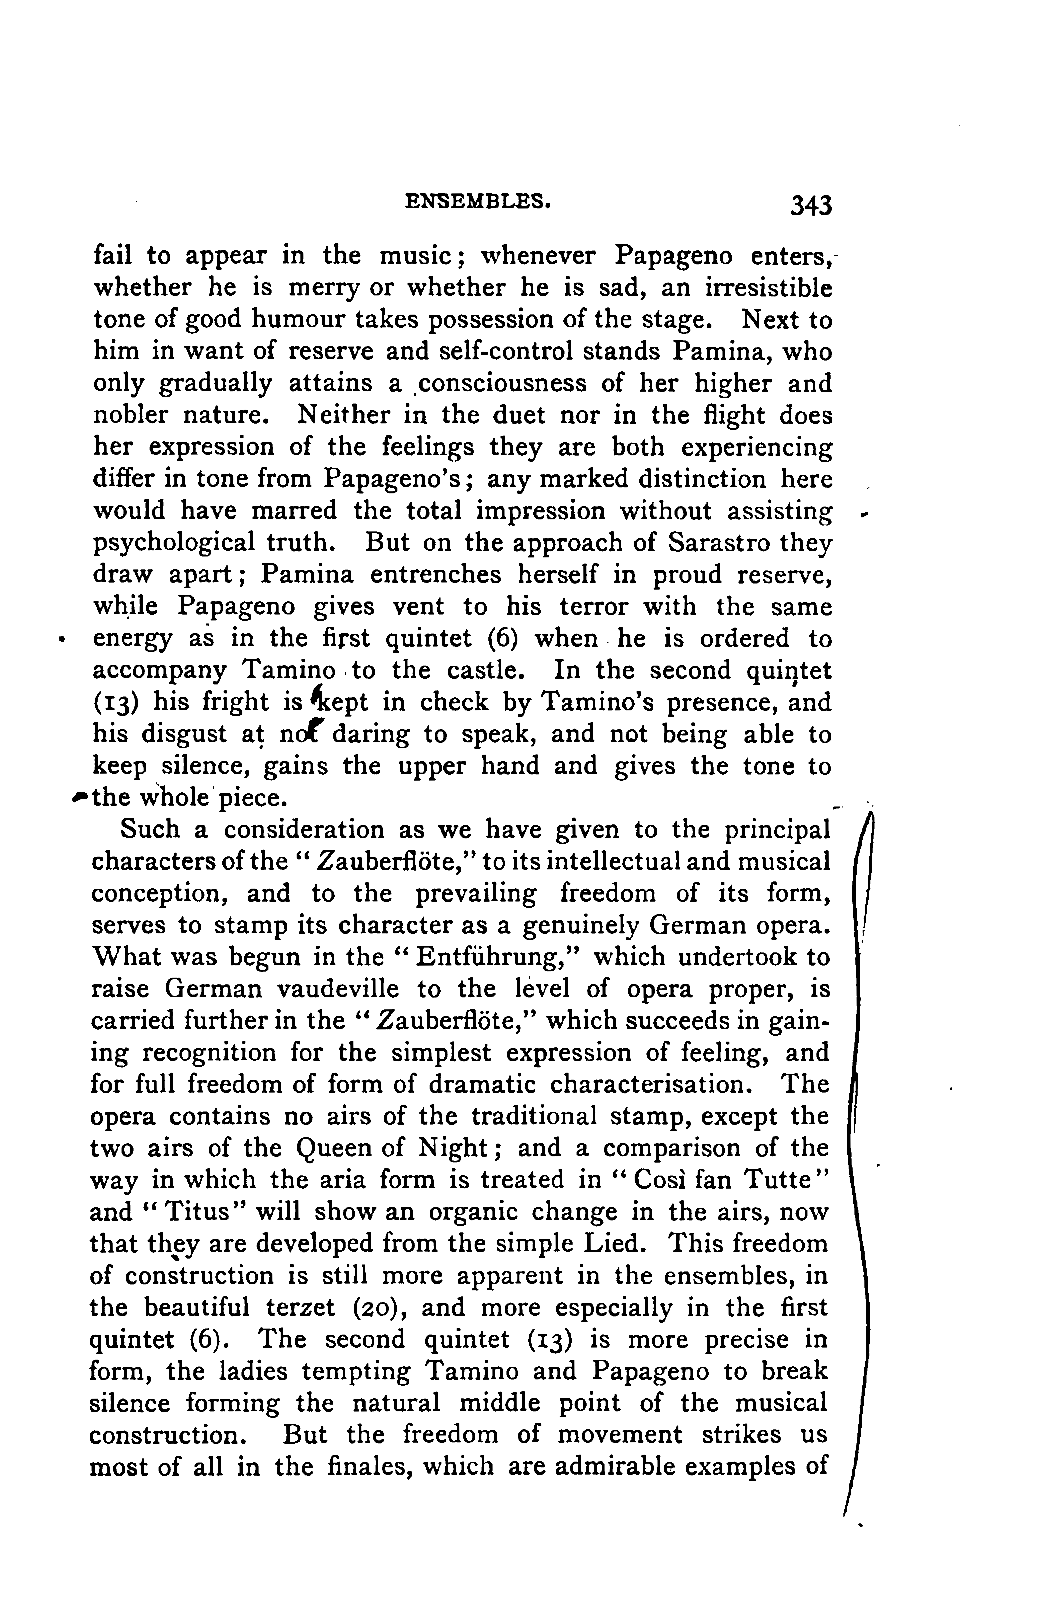 ENSEMBLES. 343
fail to appear in the music; whenever Papageno enters,
whether he is merry or whether he is sad, an irresistible
tone of good humour takes possession of the stage. Next to
him in want of reserve and self-control stands Pamina, who
only gradually attains a consciousness of her higher and
nobler nature. Neither in the duet nor in the flight does
her expression of the feelings they are both experiencing
differ in tone from Papageno's; any marked distinction here
would have marred the total impression without assisting
psychological truth. But on the approach of Sarastro they
draw apart; Pamina entrenches herself in proud reserve,
while Papageno gives vent to his terror with the same
energy as in the first quintet (6) when he is ordered to
accompany Tamino to the castle. In the second quintet
(13) his fright is kept in check by Tamino's presence, and
his disgust at not daring to speak, and not being able to
keep silence, gains the upper hand and gives the tone to
the whole piece.
Such a consideration as we have given to the principal
characters of the " Zauberflöte," to its intellectual and musical
conception, and to the prevailing freedom of its form,
serves to stamp its character as a genuinely German opera.
What was begun in the " Entführung," which undertook to
raise German vaudeville to the level of opera proper, is
carried further in the " Zauberflöte," which succeeds in gain-
ing recognition for the simplest expression of feeling, and
for full freedom of form of dramatic characterisation. The
opera contains no airs of the traditional stamp, except the
two airs of the Queen of Night; and a comparison of the
way in which the aria form is treated in " Così fan Tutte"
and " Titus" will show an organic change in the airs, now
that they are developed from the simple Lied. This freedom
of construction is still more apparent in the ensembles, in
the beautiful terzet (20), and more especially in the first
quintet (6). The second quintet (13) is more precise in
form, the ladies tempting Tamino and Papageno to break
silence forming the natural middle point of the musical
construction. But the freedom of movement strikes us
most of all in the finales, which are admirable examples of